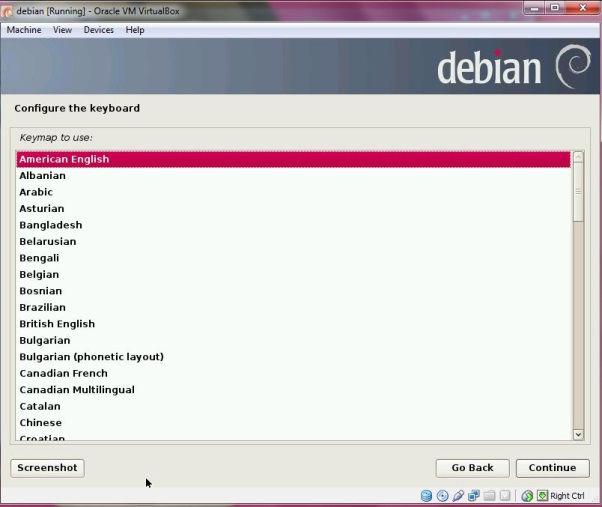 debian [Running] - Oracle VM VirtualBox
Machine View Devices Help
debian
Configure the keyboard
Keymap to use:
American English
Albanian
Arabic
Asturian
Bangladesh
Belarusian
Bengali
Belgian
Bosnian
Brazilian
British English
Bulgarian
Bulgarian (phonetic layout)
Canadian French
Canadian Multilingual
Catalan
Chinese
Croatian
Screenshot
Go Back
Continue
Right Ctrl